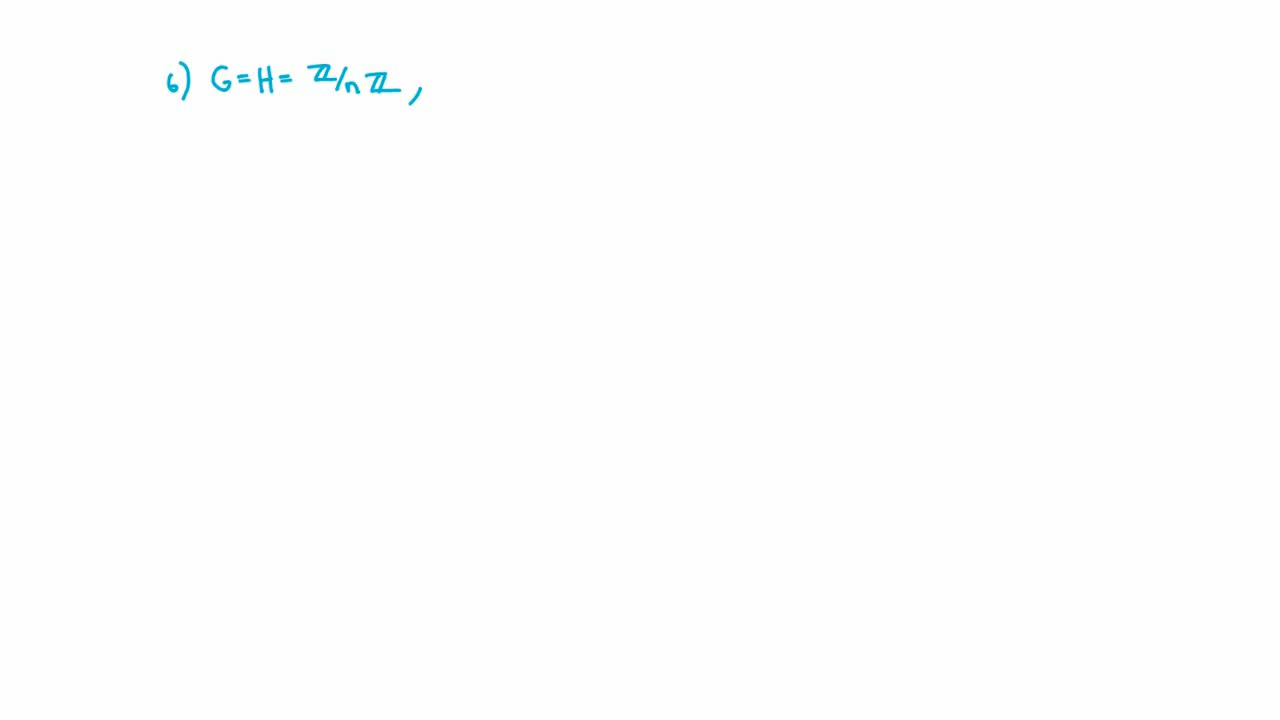 6) G=H= ℤ/nℤ ,